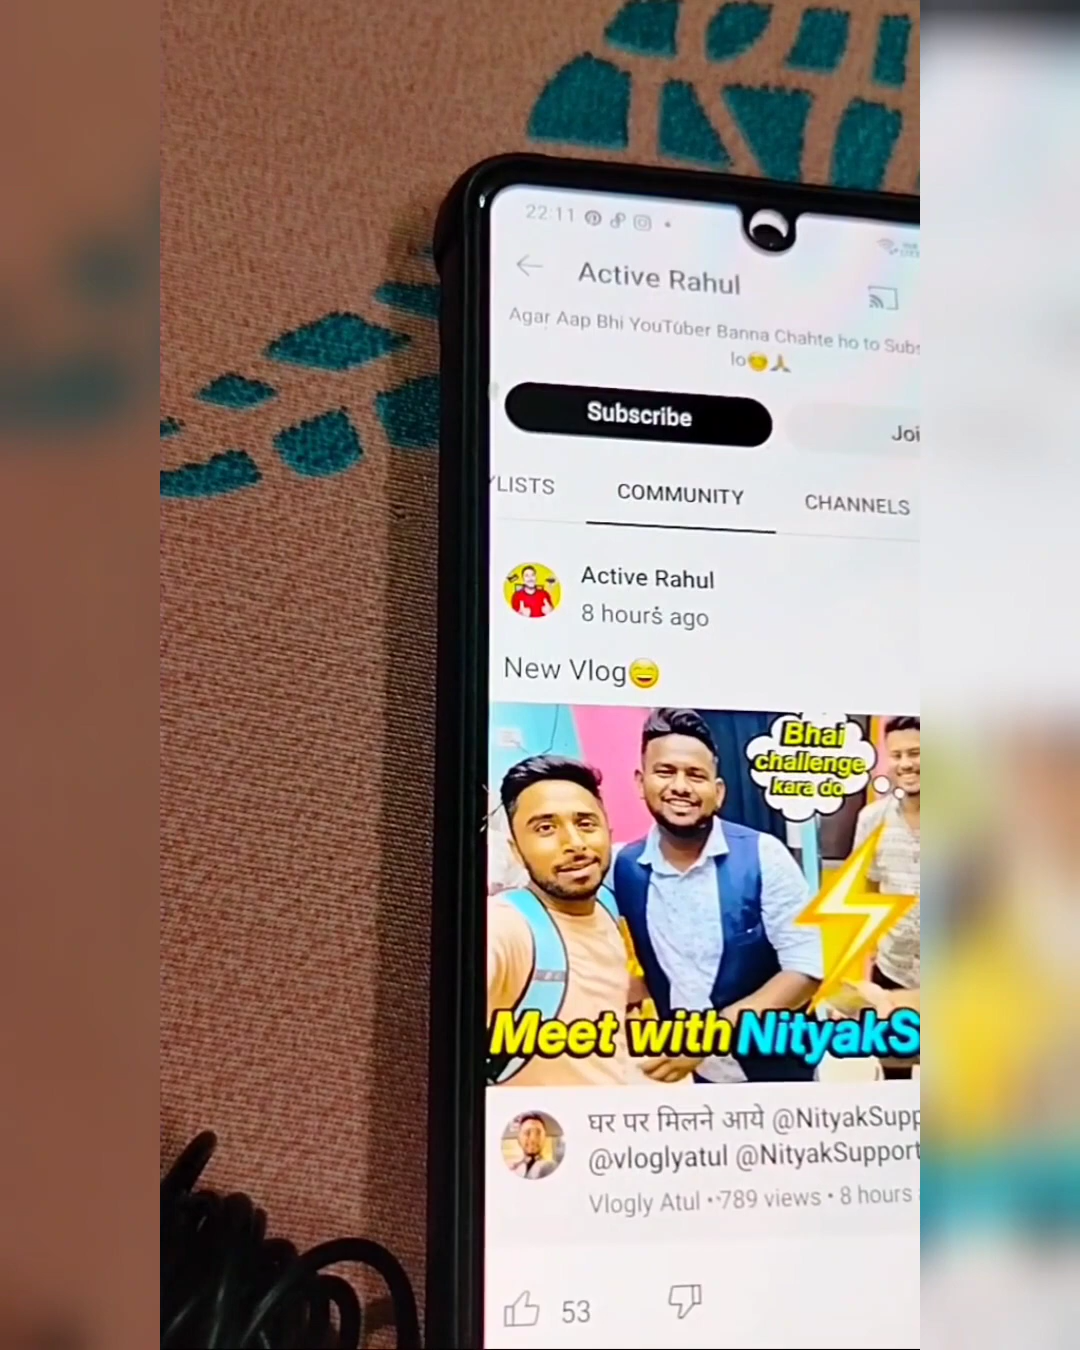 22:11
Active Rahul
Agar Aap Bhi YouTuber Banna Chahte ho to Subs
lo😊🙏
Subscribe
Joi
YLISTS COMMUNITY CHANNELS
Active Rahul
8 hours ago
New Vlog😄
Bhai
challenge
kara do
Meet with NityakS
घर पर मिलने आये @NityakSupp
@vloglyatul @NityakSupport
Vlogly Atul • 789 views • 8 hours
53